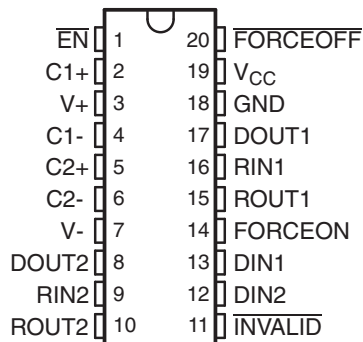 EN 1 20 FORCEOFF
C1+ 2 19 VCC
V+ 3 18 GND
C1- 4 17 DOUT1
C2+ 5 16 RIN1
C2- 6 15 ROUT1
V- 7 14 FORCEON
DOUT2 8 13 DIN1
RIN2 9 12 DIN2
ROUT2 10 11 INVALID